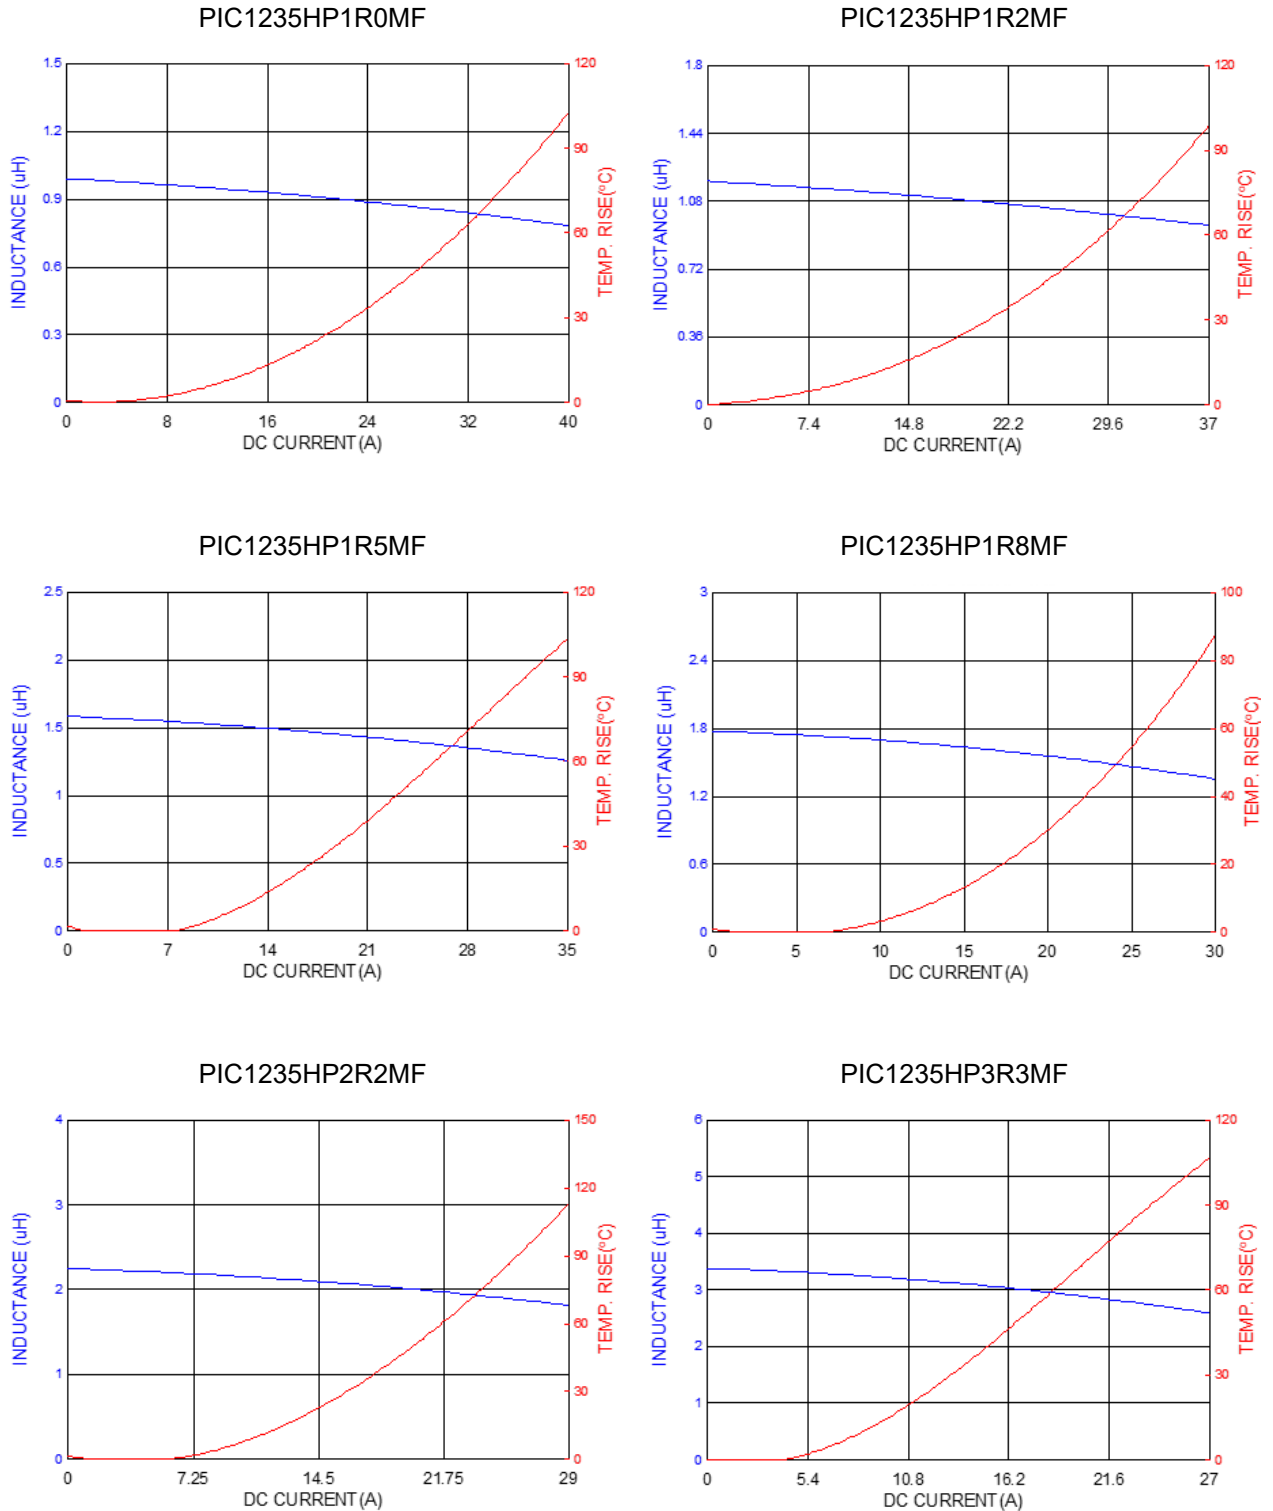 PIC1235HP1R0MF
PIC1235HP1R2MF
1.5
1.2
0.9
0.6
0.3
0
120
90
60
30
0
0 8 16 24 32 40
INDUCTANCE (uH)
TEMP. RISE(ºC)
DC CURRENT(A)
1.8
1.44
1.08
0.72
0.36
0
120
90
60
30
0
0 7.4 14.8 22.2 29.6 37
INDUCTANCE (uH)
TEMP. RISE(ºC)
DC CURRENT(A)
PIC1235HP1R5MF
PIC1235HP1R8MF
2.5
2
1.5
1
0.5
0
120
90
60
30
0
0 7 14 21 28 35
INDUCTANCE (uH)
TEMP. RISE(ºC)
DC CURRENT(A)
3
2.4
1.8
1.2
0.6
0
100
80
60
40
20
0
0 5 10 15 20 25 30
INDUCTANCE (uH)
TEMP. RISE(ºC)
DC CURRENT(A)
PIC1235HP2R2MF
PIC1235HP3R3MF
4
3
2
1
0
150
120
90
60
30
0
0 7.25 14.5 21.75 29
INDUCTANCE (uH)
TEMP. RISE(ºC)
DC CURRENT(A)
6
5
4
3
2
1
0
120
90
60
30
0
0 5.4 10.8 16.2 21.6 27
INDUCTANCE (uH)
TEMP. RISE(ºC)
DC CURRENT(A)